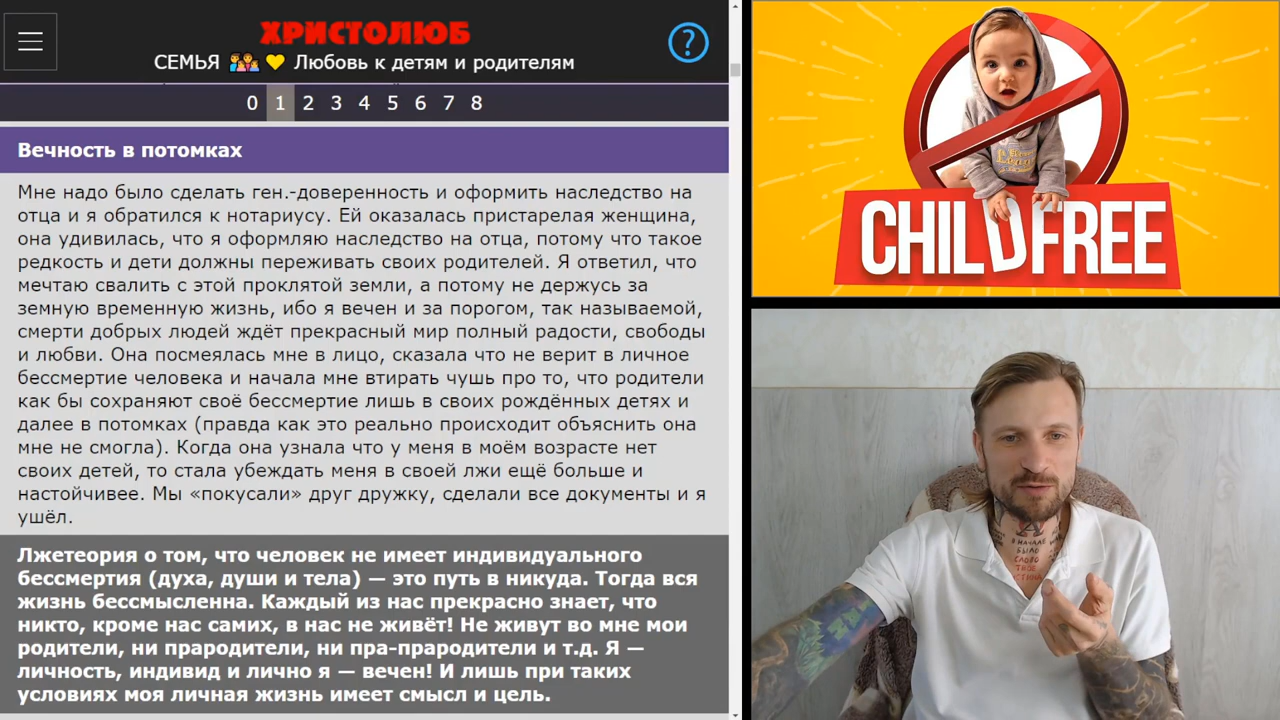 ХРИСТОЛЮБ
СЕМЬЯ 👨‍👩‍👧 💛 Любовь к детям и родителям
?
0 1 2 3 4 5 6 7 8
Вечность в потомках
Мне надо было сделать ген.-доверенность и оформить наследство на
отца и я обратился к нотариусу. Ей оказалась пристарелая женщина,
она удивилась, что я оформляю наследство на отца, потому что такое
редкость и дети должны переживать своих родителей. Я ответил, что
мечтаю свалить с этой проклятой земли, а потому не держусь за
земную временную жизнь, ибо я вечен и за порогом, так называемой,
смерти добрых людей ждёт прекрасный мир полный радости, свободы
и любви. Она посмеялась мне в лицо, сказала что не верит в личное
бессмертие человека и начала мне втирать чушь про то, что родители
как бы сохраняют своё бессмертие лишь в своих рождённых детях и
далее в потомках (правда как это реально происходит объяснить она
мне не смогла). Когда она узнала что у меня в моём возрасте нет
своих детей, то стала убеждать меня в своей лжи ещё больше и
настойчивее. Мы «покусали» друг дружку, сделали все документы и я
ушёл.
Лжетеория о том, что человек не имеет индивидуального
бессмертия (духа, души и тела) — это путь в никуда. Тогда вся
жизнь бессмысленна. Каждый из нас прекрасно знает, что
никто, кроме нас самих, в нас не живёт! Не живут во мне мои
родители, ни прародители, ни пра-прародители и т.д. Я —
личность, индивид и лично я — вечен! И лишь при таких
условиях моя личная жизнь имеет смысл и цель.
CHILDFREE
В НАЧАЛЕ
БЫЛО
СЛОВО
ТВОЕ